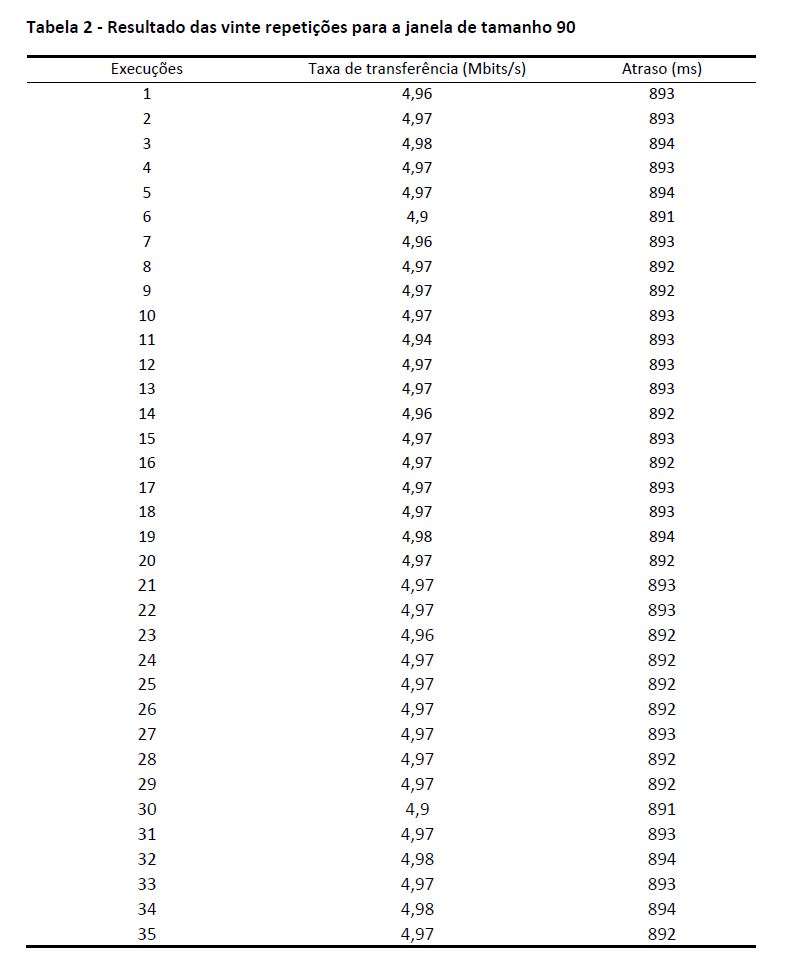 Tabela 2 - Resultado das vinte repetições para a janela de tamanho 90
Execuções Taxa de transferência (Mbits/s) Atraso (ms)
1 4,96 893
2 4,97 893
3 4,98 894
4 4,97 893
5 4,97 894
6 4,9 891
7 4,96 893
8 4,97 892
9 4,97 892
10 4,97 893
11 4,94 893
12 4,97 893
13 4,97 893
14 4,96 892
15 4,97 893
16 4,97 892
17 4,97 893
18 4,97 893
19 4,98 894
20 4,97 892
21 4,97 893
22 4,97 893
23 4,96 892
24 4,97 892
25 4,97 892
26 4,97 892
27 4,97 893
28 4,97 892
29 4,97 892
30 4,9 891
31 4,97 893
32 4,98 894
33 4,97 893
34 4,98 894
35 4,97 892